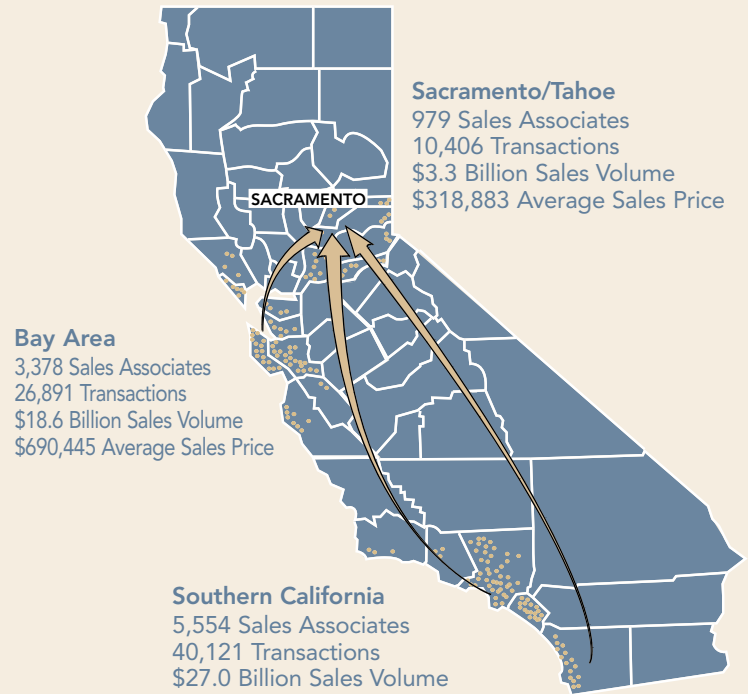 Sacramento/Tahoe
979 Sales Associates
10,406 Transactions
$3.3 Billion Sales Volume
$318,883 Average Sales Price
SACRAMENTO
Bay Area
3,378 Sales Associates
26,891 Transactions
$18.6 Billion Sales Volume
$690,445 Average Sales Price
Southern California
5,554 Sales Associates
40,121 Transactions
$27.0 Billion Sales Volume